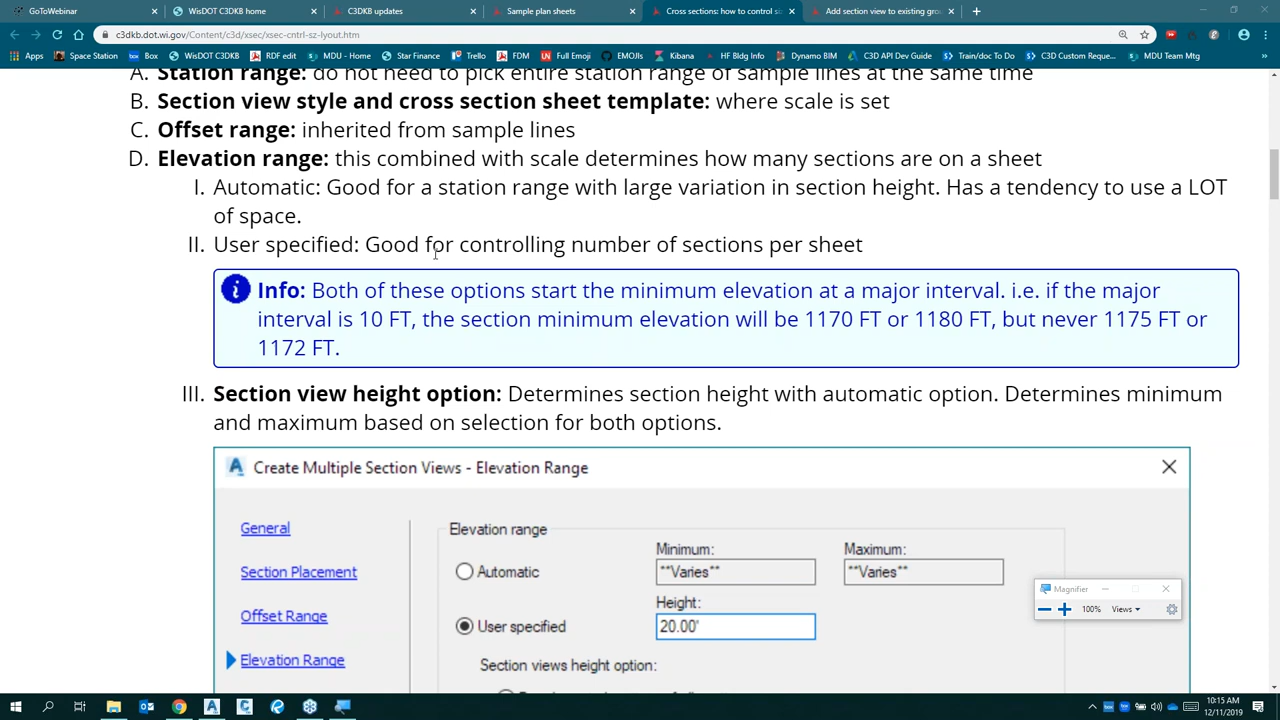 GoToWebinar
WisDOT C3DKB home
C3DKB updates
Sample plan sheets
Cross sections: how to control si
Add section view to existing gro
c3dkb.dot.wi.gov/Content/c3d/xsec/xsec-cntrl-sz-lyout.htm
Apps
Space Station
Box
WisDOT C3DKB
RDF edit
MDU - Home
Star Finance
Trello
FDM
Full Emoji
EMOJIs
Kibana
HF Bldg Info
Dynamo BIM
C3D API Dev Guide
Train/doc To Do
C3D Custom Reque...
MDU Team Mtg
A. Station range: do not need to pick entire station range of sample lines at the same time
B. Section view style and cross section sheet template: where scale is set
C. Offset range: inherited from sample lines
D. Elevation range: this combined with scale determines how many sections are on a sheet
I. Automatic: Good for a station range with large variation in section height. Has a tendency to use a LOT
of space.
II. User specified: Good for controlling number of sections per sheet
Info: Both of these options start the minimum elevation at a major interval. i.e. if the major
interval is 10 FT, the section minimum elevation will be 1170 FT or 1180 FT, but never 1175 FT or
1172 FT.
III. Section view height option: Determines section height with automatic option. Determines minimum
and maximum based on selection for both options.
Create Multiple Section Views - Elevation Range
General
Section Placement
Offset Range
Elevation Range
Elevation range
Minimum:
Maximum:
Automatic
**Varies**
**Varies**
Height:
User specified
20.00'
Section views height option:
Magnifier
100%
Views
10:15 AM
12/11/2019